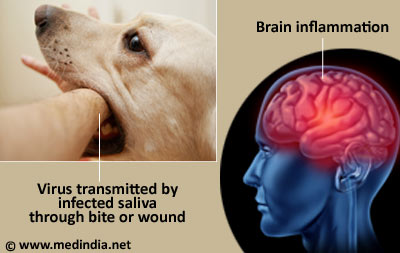 Brain inflammation
Virus transmitted by
infected saliva
through bite or wound
© www.medindia.net